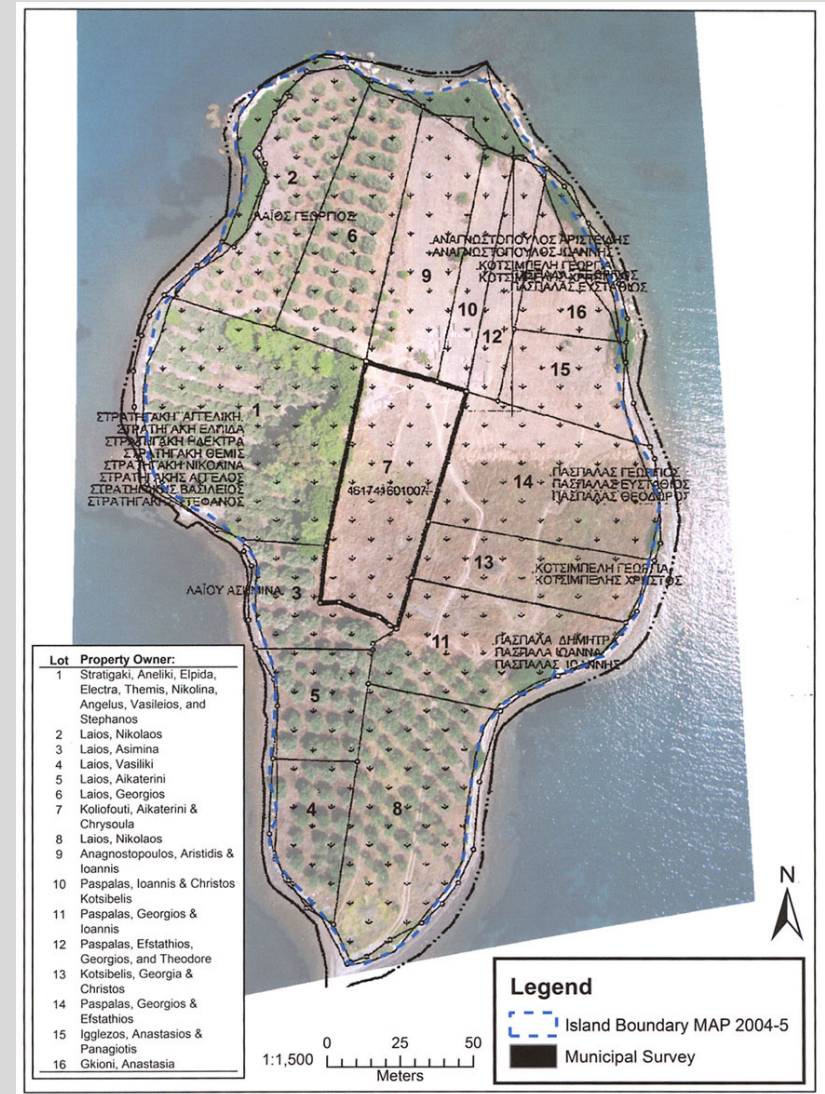 2
ΛΑΪΟΣ ΓΕΩΡΓΙΟΣ
6
.ΑΝΑΓΝΩΣΤΟΠΟΥΛΟΣ ΑΡΙΣΤΕΙΔΗΣ
.ΑΝΑΓΝΩΣΤΟΠΟΥΛΟΣ ΙΩΑΝΝΗΣ
.ΚΟΤΣΙΜΠΕΛΗ ΓΕΩΡΓΙΑ
ΠΑΣΠΑΛΑΣ ΕΥΣΤΑΘΙΟΣ
9
10
12
16
15
1
ΣΤΡΑΤΗΓΑΚΗ ΑΓΓΕΛΙΚΗ
ΣΤΡΑΤΗΓΑΚΗ ΕΛΠΙΔΑ
ΣΤΡΑΤΗΓΑΚΗ ΗΛΕΚΤΡΑ
ΣΤΡΑΤΗΓΑΚΗ ΘΕΜΙΣ
ΣΤΡΑΤΗΓΑΚΗ ΝΙΚΟΛΙΝΑ
ΣΤΡΑΤΗΓΑΚΗΣ ΑΓΓΕΛΟΣ
ΣΤΡΑΤΗΓΑΚΗΣ ΒΑΣΙΛΕΙΟΣ
ΣΤΡΑΤΗΓΑΚΗΣ ΣΤΕΦΑΝΟΣ
7
14
ΠΑΣΠΑΛΑΣ ΓΕΩΡΓΙΟΣ
ΠΑΣΠΑΛΑΣ ΕΥΣΤΑΘΙΟΣ
ΠΑΣΠΑΛΑΣ ΘΕΟΔΩΡΟΣ
13
.ΚΟΤΣΙΜΠΕΛΗ ΓΕΩΡΓΙΑ
ΚΟΤΣΙΜΠΕΛΗΣ ΧΡΗΣΤΟΣ
ΛΑΪΟΥ ΑΣΗΜΙΝΑ
3
11
.ΠΑΣΠΑΛΑ ΔΗΜΗΤΡΑ
ΠΑΣΠΑΛΑ ΙΩΑΝΝΑ
ΠΑΣΠΑΛΑΣ ΙΩΑΝΝΗΣ
5
4
8
Lot Property Owner:
1 Stratigaki, Aneliki, Elpida,
Electra, Themis, Nikolina,
Angelus, Vasileios, and
Stephanos
2 Laios, Nikolaos
3 Laios, Asimina
4 Laios, Vasiliki
5 Laios, Aikaterini
6 Laios, Georgios
7 Koliofouti, Aikaterini &
Chrysoula
8 Laios, Nikolaos
9 Anagnostopoulos, Aristidis &
Ioannis
10 Paspalas, Ioannis & Christos
Kotsibelis
11 Paspalas, Georgios &
Ioannis
12 Paspalas, Efstathios,
Georgios, and Theodore
13 Kotsibelis, Georgia &
Christos
14 Paspalas, Georgios &
Efstathios
15 Igglezos, Anastasios &
Panagiotis
16 Gkioni, Anastasia
1:1,500
0 25 50
Meters
N
Legend
Island Boundary MAP 2004-5
Municipal Survey